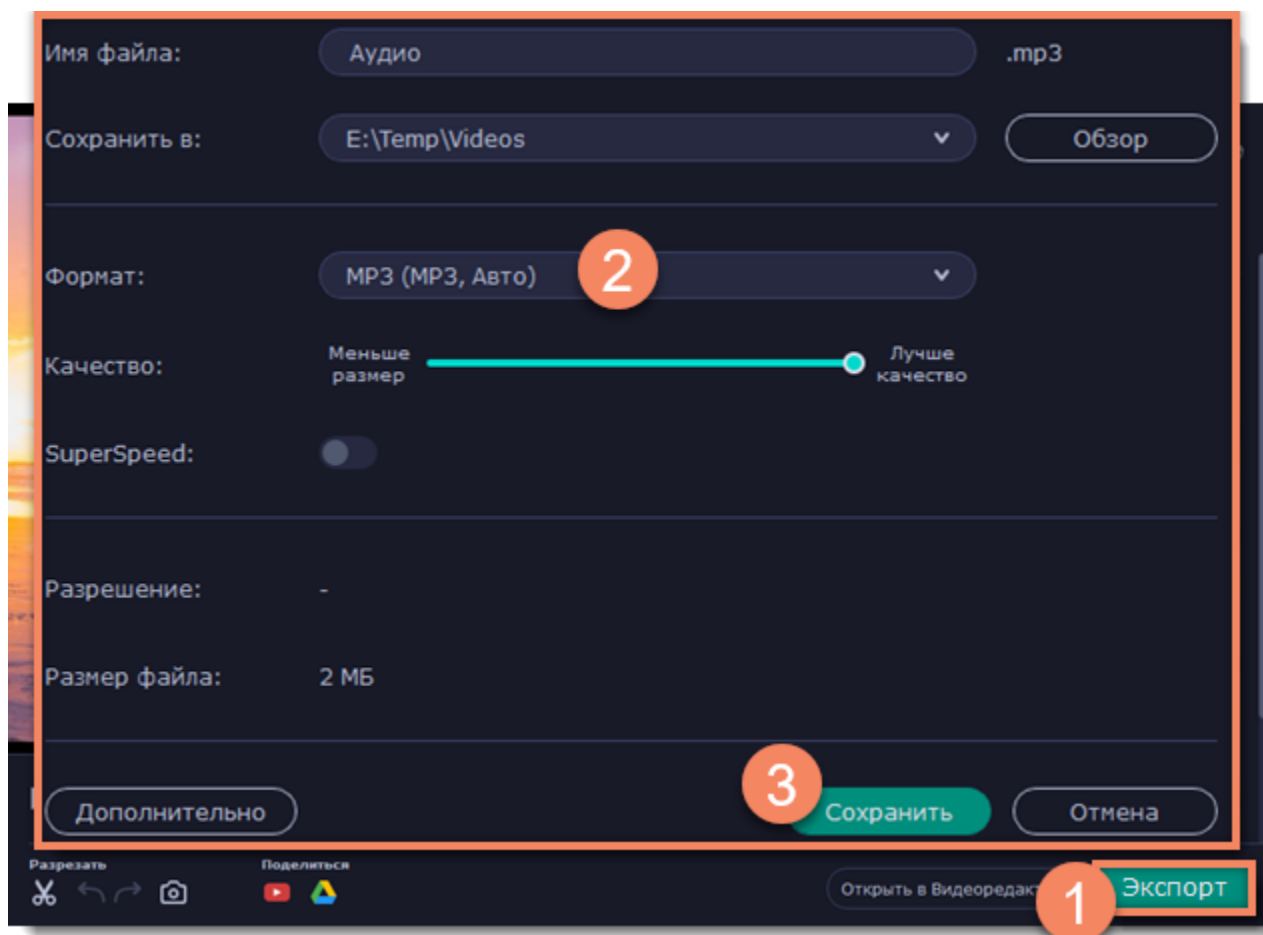 Имя файла: Аудио .mp3
Сохранить в: E:\Temp\Videos Обзор
Формат: MP3 (MP3, Авто) 2
Качество: Меньше размер Лучше качество
SuperSpeed:
Разрешение: -
Размер файла: 2 МБ
3
Дополнительно Сохранить Отмена
Разрезать Поделиться
Открыть в 1 Экспорт